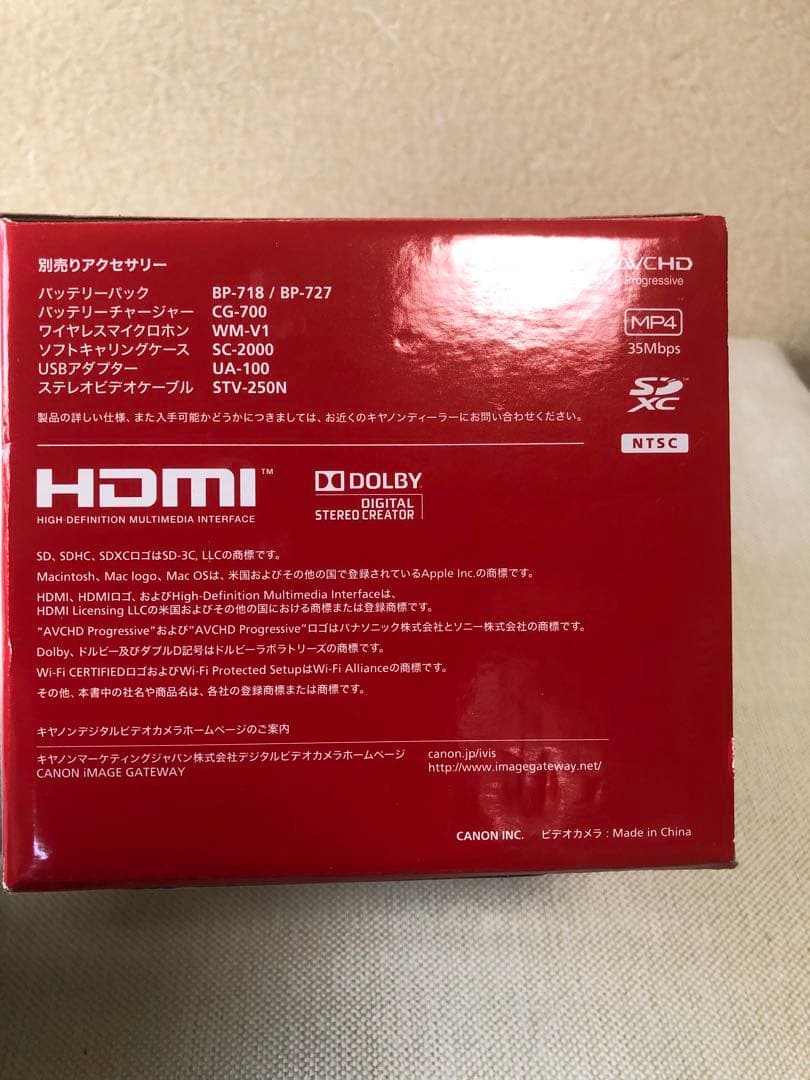 別売りアクセサリー
バッテリーパック BP-718 / BP-727
バッテリーチャージャー CG-700
ワイヤレスマイクロホン WM-V1
ソフトキャリングケース SC-2000
USBアダプター UA-100
ステレオビデオケーブル STV-250N
製品の詳しい仕様、また入手可能かどうかにつきましては、お近くのキヤノンディーラーにお問い合わせください。
AVCHD
Progressive
MP4
35Mbps
SD
XC™
NTSC
HDMI™
HIGH-DEFINITION MULTIMEDIA INTERFACE
DOLBY
DIGITAL
STEREO CREATOR
SD、SDHC、SDXCロゴはSD-3C, LLCの商標です。
Macintosh、Mac logo、Mac OSは、米国およびその他の国で登録されているApple Inc.の商標です。
HDMI、HDMIロゴ、およびHigh-Definition Multimedia Interfaceは、
HDMI Licensing LLCの米国およびその他の国における商標または登録商標です。
"AVCHD Progressive"および"AVCHD Progressive"ロゴはパナソニック株式会社とソニー株式会社の商標です。
Dolby、ドルビー及びダブルD記号はドルビーラボラトリーズの商標です。
Wi-Fi CERTIFIEDロゴおよびWi-Fi Protected SetupはWi-Fi Allianceの商標です。
その他、本書中の社名や商品名は、各社の登録商標または商標です。
キヤノンデジタルビデオカメラホームページのご案内
キヤノンマーケティングジャパン株式会社デジタルビデオカメラホームページ canon.jp/ivis
CANON iMAGE GATEWAY http://www.imagegateway.net/
CANON INC. ビデオカメラ : Made in China